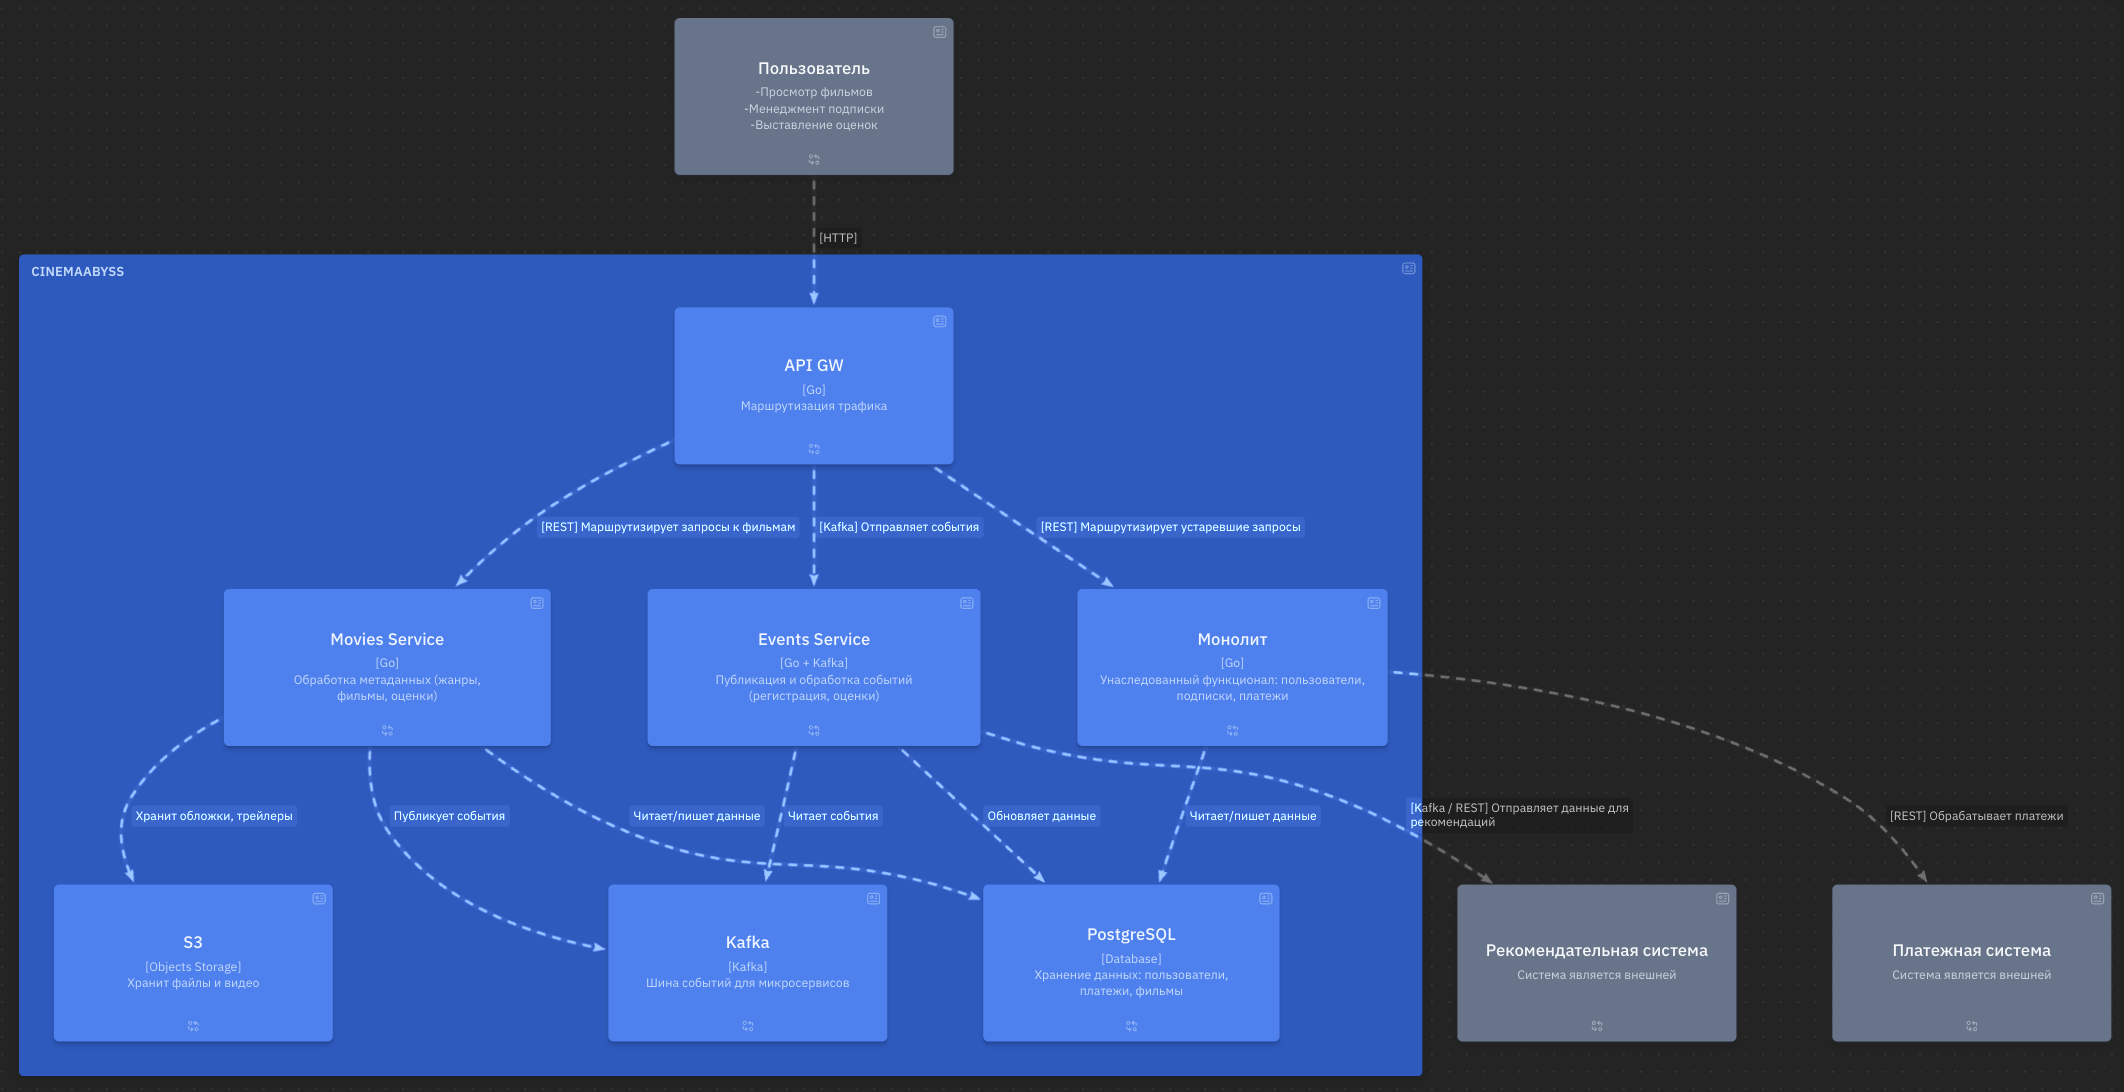 Пользователь
-Просмотр фильмов
-Менеджмент подписки
-Выставление оценок
[HTTP]
CINEMAABYSS
API GW
[Go]
Маршрутизация трафика
[REST] Маршрутизирует запросы к фильмам
[Kafka] Отправляет события
[REST] Маршрутизирует устаревшие запросы
Movies Service
[Go]
Обработка метаданных (жанры,
фильмы, оценки)
Events Service
[Go + Kafka]
Публикация и обработка событий
(регистрация, оценки)
Монолит
[Go]
Унаследованный функционал: пользователи,
подписки, платежи
Хранит обложки, трейлеры
Публикует события
Читает/пишет данные
Читает события
Обновляет данные
Читает/пишет данные
[Kafka / REST] Отправляет данные для
рекомендаций
[REST] Обрабатывает платежи
S3
[Objects Storage]
Хранит файлы и видео
Kafka
[Kafka]
Шина событий для микросервисов
PostgreSQL
[Database]
Хранение данных: пользователи,
платежи, фильмы
Рекомендательная система
Система является внешней
Платежная система
Система является внешней